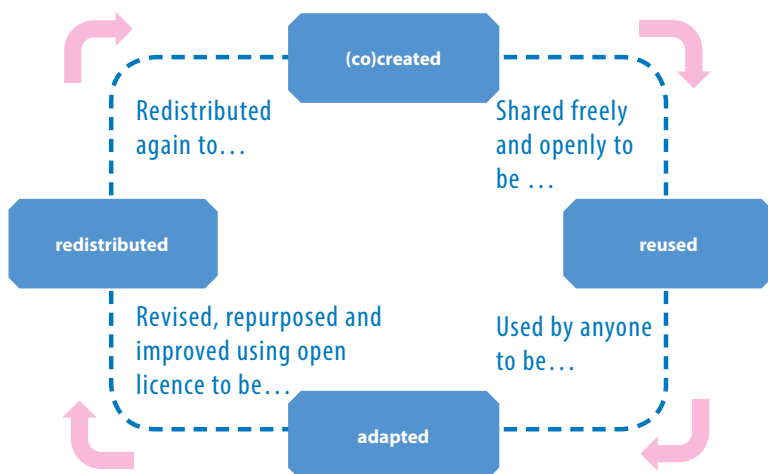 (co)created
Redistributed
again to…
Shared freely
and openly to
be …
redistributed
reused
Revised, repurposed and
improved using open
licence to be…
Used by anyone
to be…
adapted